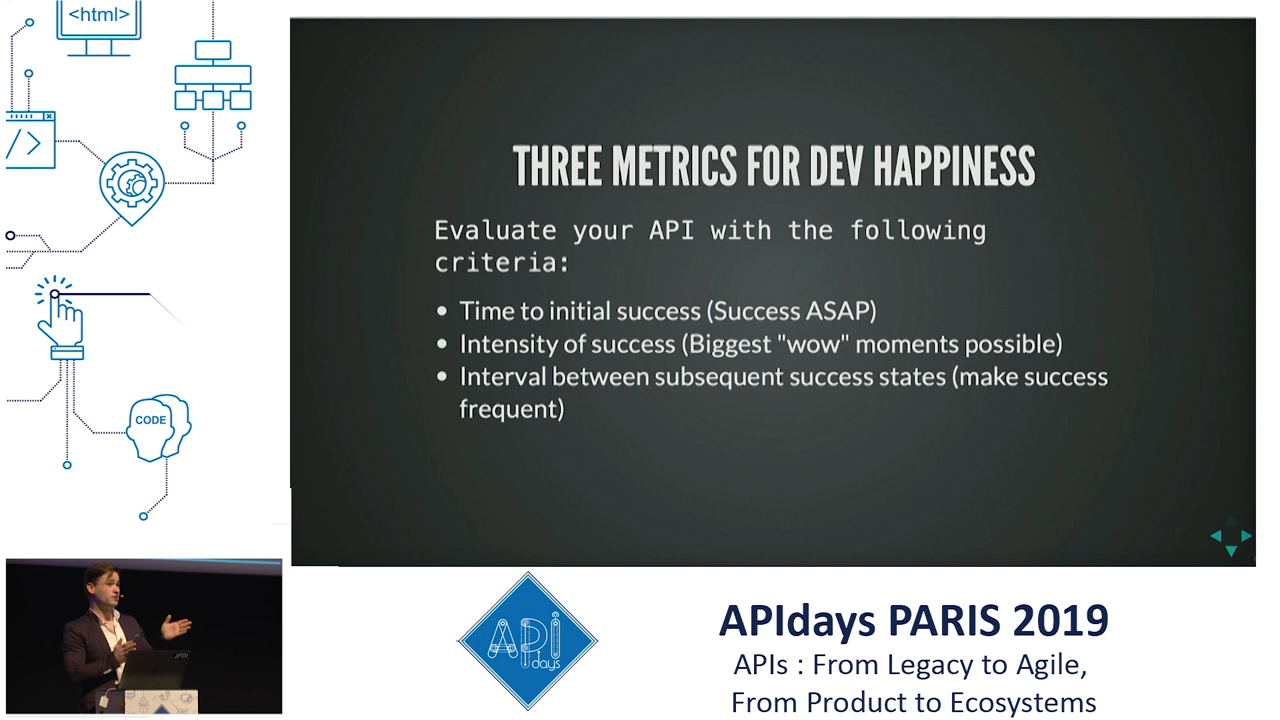 <html>
</>
CODE
THREE METRICS FOR DEV HAPPINESS
Evaluate your API with the following
criteria:
• Time to initial success (Success ASAP)
• Intensity of success (Biggest "wow" moments possible)
• Interval between subsequent success states (make success
frequent)
JFDI
API
days
APIdays PARIS 2019
APIs : From Legacy to Agile,
From Product to Ecosystems